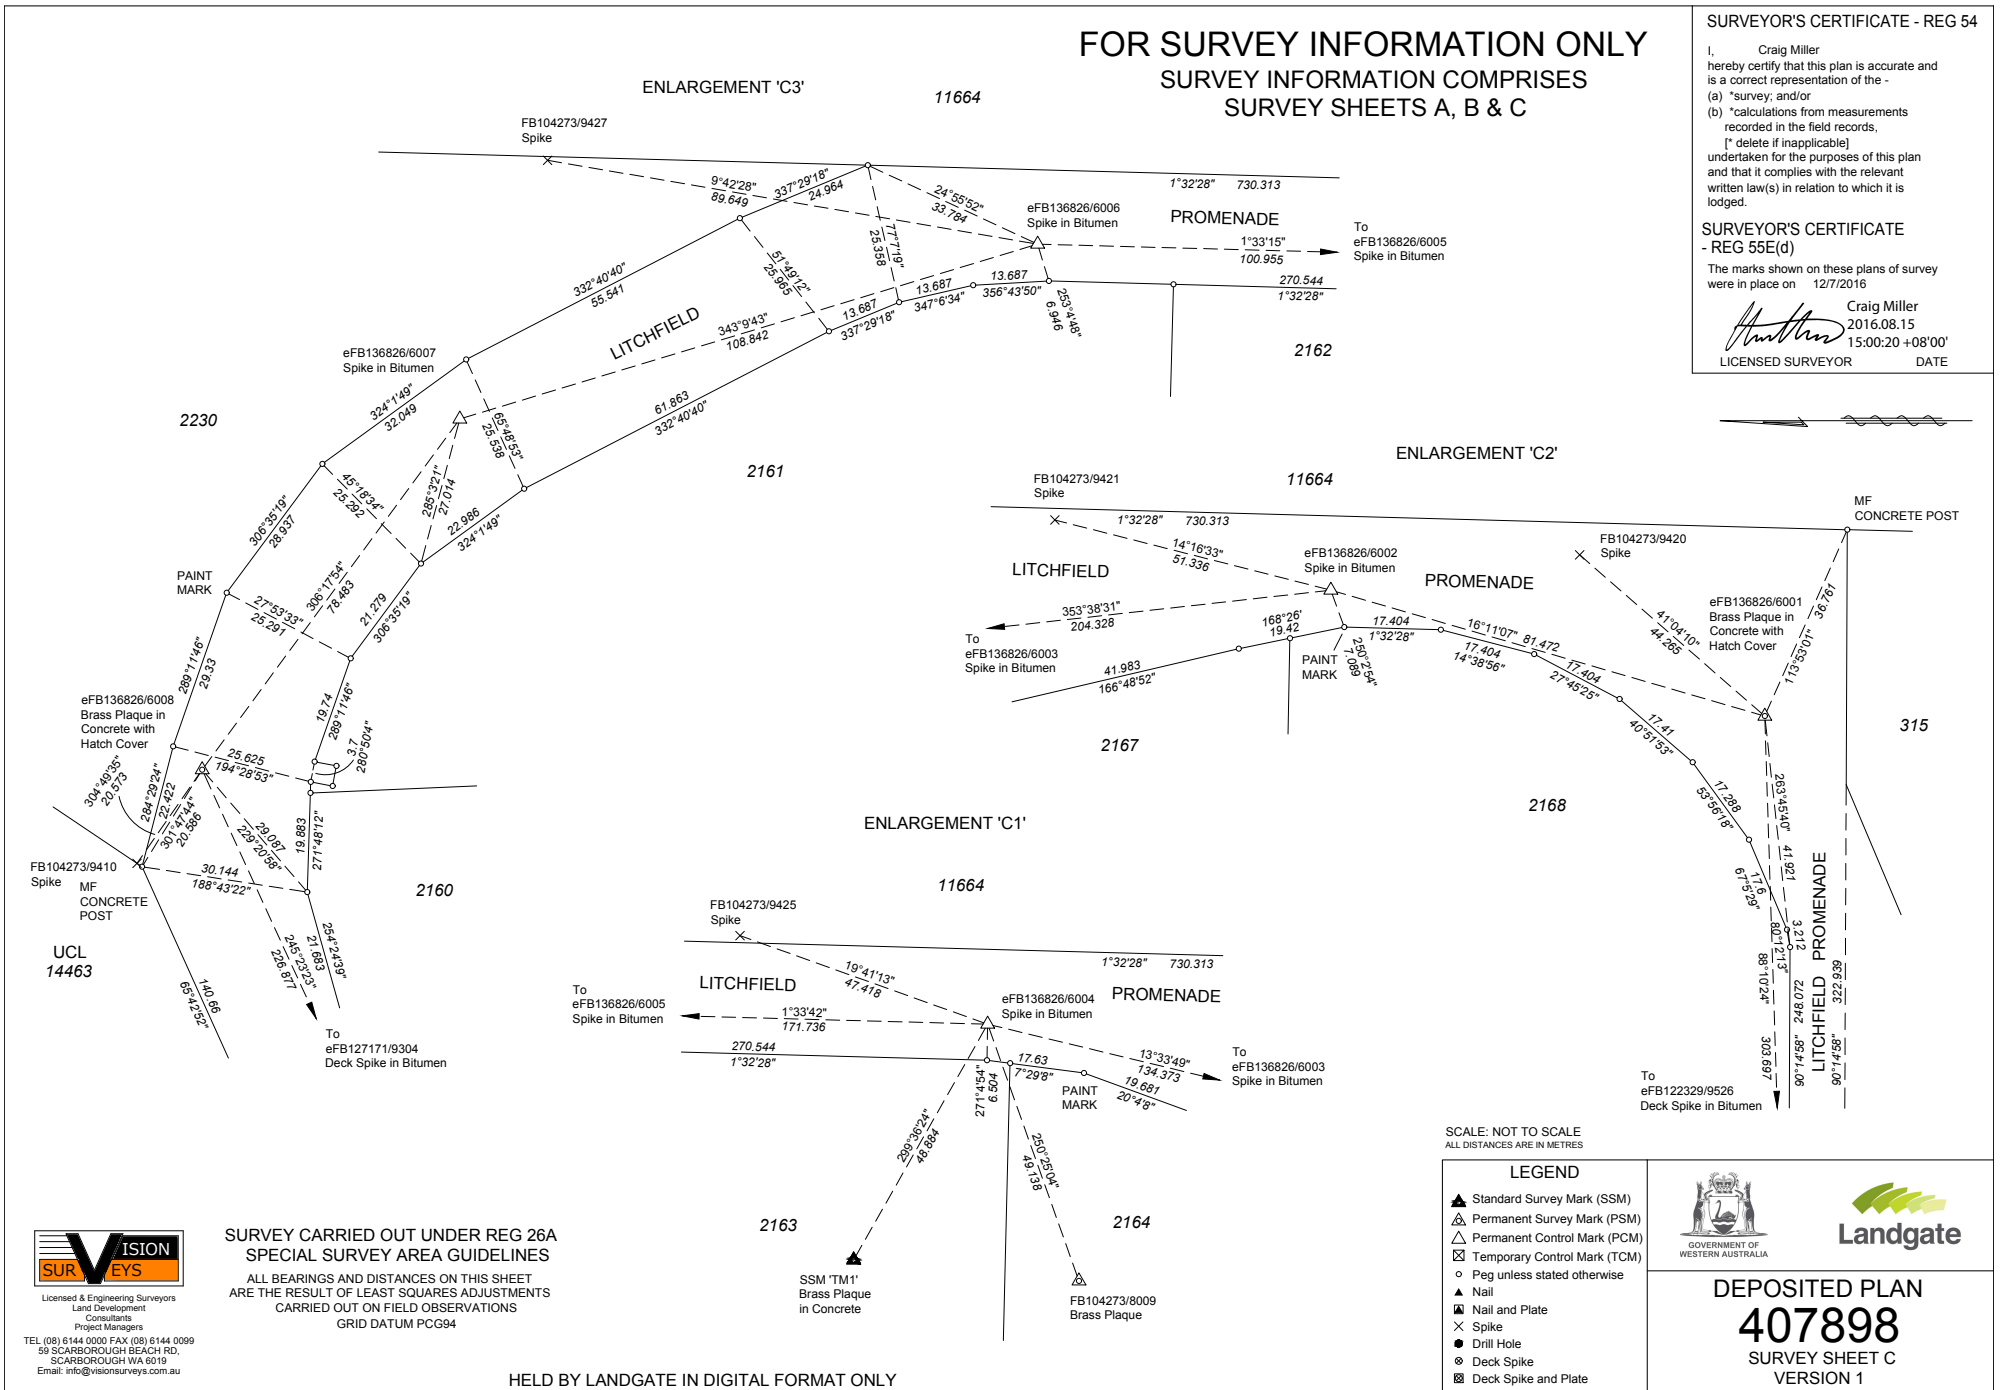 FOR SURVEY INFORMATION ONLY
SURVEY INFORMATION COMPRISES
SURVEY SHEETS A, B & C
SURVEYOR'S CERTIFICATE - REG 54
I, Craig Miller
hereby certify that this plan is accurate and
is a correct representation of the -
(a) *survey; and/or
(b) *calculations from measurements
recorded in the field records,
[* delete if inapplicable]
undertaken for the purposes of this plan
and that it complies with the relevant
written law(s) in relation to which it is
lodged.
SURVEYOR'S CERTIFICATE
- REG 55E(d)
The marks shown on these plans of survey
were in place on 12/7/2016
Craig Miller
2016.08.15
15:00:20 +08'00'
LICENSED SURVEYOR DATE
ENLARGEMENT 'C3'
11664
FB104273/9427
Spike
9°42'28"
89.649
337°29'18"
24.964
24°55'52"
33.784
1°32'28" 730.313
eFB136826/6006
Spike in Bitumen
PROMENADE
To
eFB136826/6005
Spike in Bitumen
1°33'15"
100.955
77°7'19"
25.358
51°49'12"
25.965
332°40'40"
55.541
13.687
337°29'18"
13.687
347°6'34"
13.687
356°43'50"
253°4'48"
6.946
270.544
1°32'28"
LITCHFIELD
343°9'43"
108.842
2162
eFB136826/6007
Spike in Bitumen
324°1'49"
32.049
65°48'53"
25.538
61.863
332°40'40"
2230
2161
45°18'34"
25.292
285°3'21"
27.014
22.986
324°1'49"
306°35'19"
28.937
306°17'54"
78.483
PAINT
MARK
27°53'33"
25.291
21.279
306°35'19"
289°11'46"
29.33
19.74
289°11'46"
3.7
280°50'4"
eFB136826/6008
Brass Plaque in
Concrete with
Hatch Cover
25.625
194°28'53"
304°49'35"
20.573
284°29'24"
22.422
301°47'44"
20.586
29.087
229°20'58"
19.883
271°48'12"
FB104273/9410
Spike
MF
CONCRETE
POST
30.144
188°43'22"
2160
UCL
14463
140.66
65°42'52"
245°23'23"
226.877
21.683
254°24'39"
To
eFB127171/9304
Deck Spike in Bitumen
ENLARGEMENT 'C2'
FB104273/9421
Spike
11664
MF
CONCRETE POST
1°32'28" 730.313
14°16'33"
51.336
eFB136826/6002
Spike in Bitumen
FB104273/9420
Spike
LITCHFIELD
PROMENADE
353°38'31"
204.328
To
eFB136826/6003
Spike in Bitumen
168°26'
19.42
41.983
166°48'52"
PAINT
MARK
250°2'54"
7.089
17.404
1°32'28"
16°11'07" 81.472
17.404
14°38'56"
17.404
27°45'25"
41°04'10"
44.265
eFB136826/6001
Brass Plaque in
Concrete with
Hatch Cover
113°53'01"
36.761
17.41
40°51'53"
17.288
53°56'18"
17.6
67°5'29"
315
2167
2168
263°45'40" 41.921
3.212
80°12'13"
88°10'24" 303.697
90°14'58" 248.072
LITCHFIELD PROMENADE
90°14'58" 322.939
To
eFB122329/9526
Deck Spike in Bitumen
ENLARGEMENT 'C1'
11664
FB104273/9425
Spike
1°32'28" 730.313
19°41'13"
47.418
LITCHFIELD
PROMENADE
To
eFB136826/6005
Spike in Bitumen
1°33'42"
171.736
eFB136826/6004
Spike in Bitumen
270.544
1°32'28"
271°4'54"
6.504
17.63
7°29'8"
PAINT
MARK
13°33'49"
134.373
19.681
20°4'8"
To
eFB136826/6003
Spike in Bitumen
299°36'24"
48.884
250°25'04"
49.138
2163
2164
SSM 'TM1'
Brass Plaque
in Concrete
FB104273/8009
Brass Plaque
VISION
SURVEYS
Licensed & Engineering Surveyors
Land Development
Consultants
Project Managers
TEL (08) 6144 0000 FAX (08) 6144 0099
59 SCARBOROUGH BEACH RD,
SCARBOROUGH WA 6019
Email: info@visionsurveys.com.au
SURVEY CARRIED OUT UNDER REG 26A
SPECIAL SURVEY AREA GUIDELINES
ALL BEARINGS AND DISTANCES ON THIS SHEET
ARE THE RESULT OF LEAST SQUARES ADJUSTMENTS
CARRIED OUT ON FIELD OBSERVATIONS
GRID DATUM PCG94
HELD BY LANDGATE IN DIGITAL FORMAT ONLY
SCALE: NOT TO SCALE
ALL DISTANCES ARE IN METRES
LEGEND
Standard Survey Mark (SSM)
Permanent Survey Mark (PSM)
Permanent Control Mark (PCM)
Temporary Control Mark (TCM)
Peg unless stated otherwise
Nail
Nail and Plate
Spike
Drill Hole
Deck Spike
Deck Spike and Plate
GOVERNMENT OF
WESTERN AUSTRALIA
Landgate
DEPOSITED PLAN
407898
SURVEY SHEET C
VERSION 1